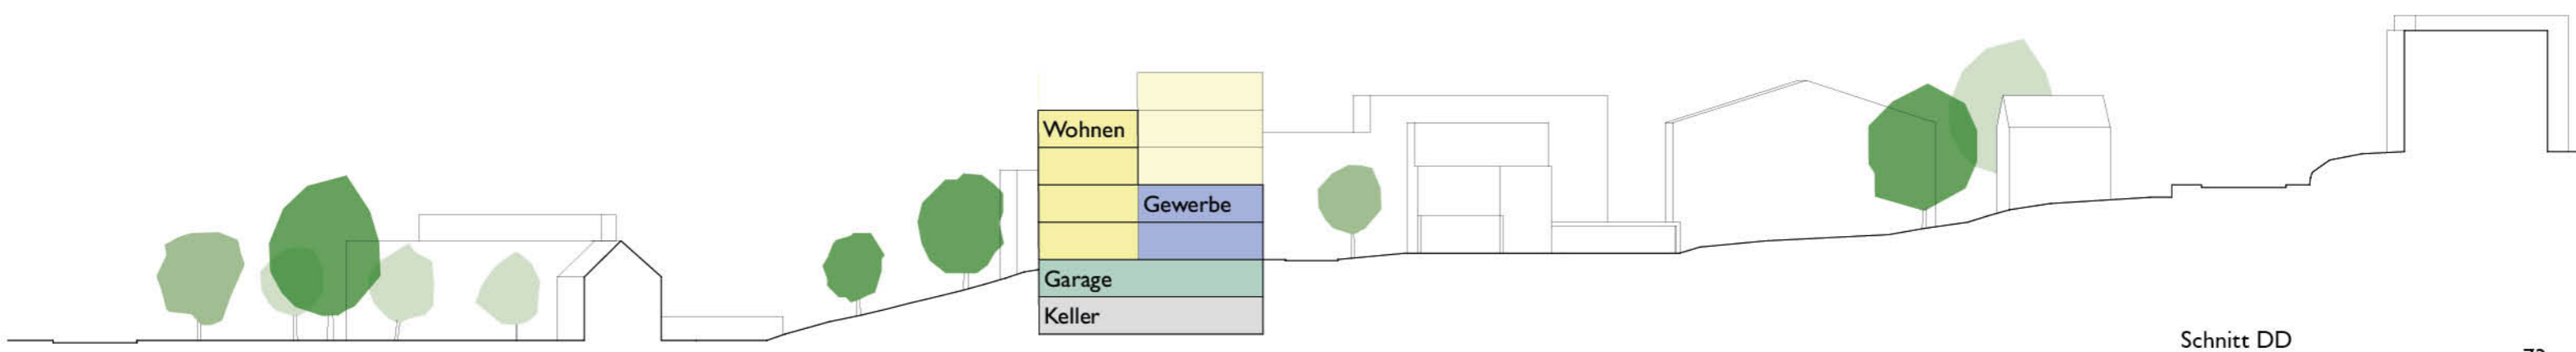 Wohnen
Gewerbe
Garage
Keller
Schnitt DD